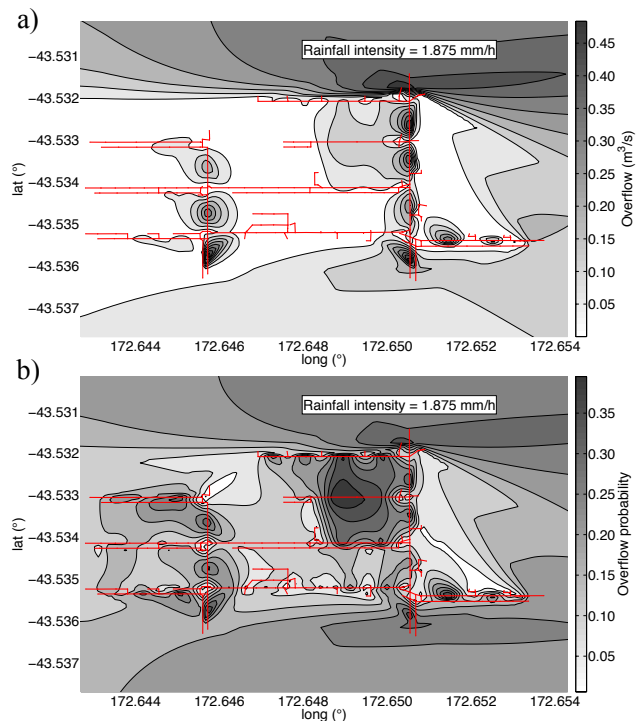 a)
Rainfall intensity = 1.875 mm/h
−43.531
−43.532
−43.533
−43.534
−43.535
−43.536
−43.537
lat (°)
172.644 172.646 172.648 172.650 172.652 172.654
long (°)
0.45
0.40
0.35
0.30
0.25
0.20
0.15
0.10
0.05
Overflow (m³/s)
b)
Rainfall intensity = 1.875 mm/h
−43.531
−43.532
−43.533
−43.534
−43.535
−43.536
−43.537
lat (°)
172.644 172.646 172.648 172.650 172.652 172.654
long (°)
0.35
0.30
0.25
0.20
0.15
0.10
0.05
Overflow probability